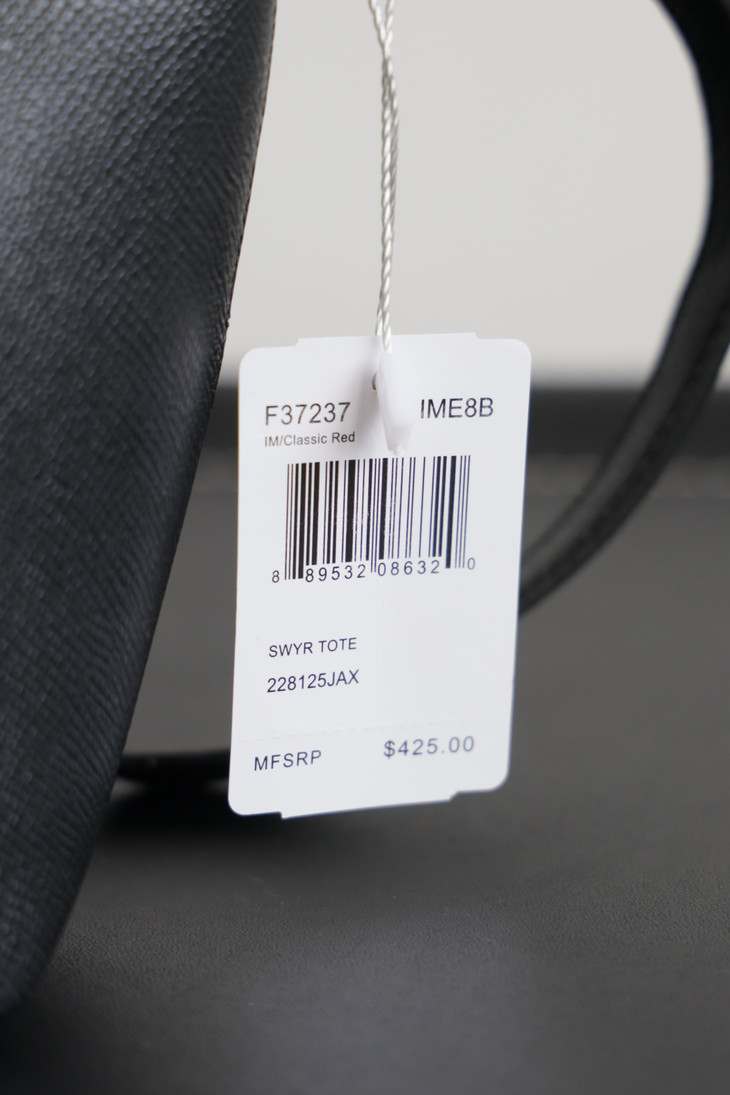 F37237 IME8B
IM/Classic Red
8 89532 08632 0
SWYR TOTE
228125JAX
MFSRP $425.00